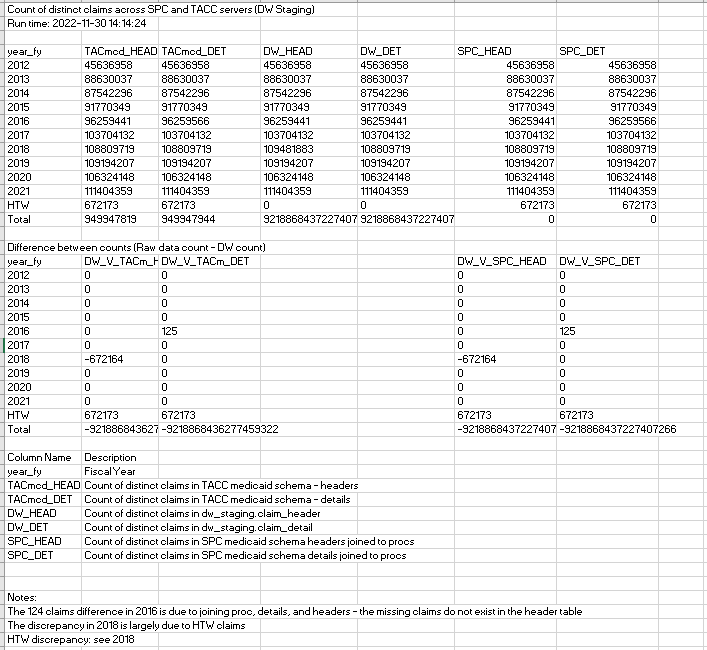 Count of distinct claims across SPC and TACC servers (DW Staging)
Run time: 2022-11-30 14:14:24
year_fy TACmcd_HEAD TACmcd_DET DW_HEAD DW_DET SPC_HEAD SPC_DET
2012 45636958 45636958 45636958 45636958 45636958 45636958
2013 88630037 88630037 88630037 88630037 88630037 88630037
2014 87542296 87542296 87542296 87542296 87542296 87542296
2015 91770349 91770349 91770349 91770349 91770349 91770349
2016 96259441 96259566 96259441 96259441 96259441 96259566
2017 103704132 103704132 103704132 103704132 103704132 103704132
2018 108809719 108809719 109481883 108809719 108809719 108809719
2019 109194207 109194207 109194207 109194207 109194207 109194207
2020 106324148 106324148 106324148 106324148 106324148 106324148
2021 111404359 111404359 111404359 111404359 111404359 111404359
HTW 672173 672173 0 0 672173 672173
Total 949947819 949947944 9218868437227407 9218868437227407 0 0
Difference between counts (Raw data count - DW count)
year_fy DW_V_TACm_H DW_V_TACm_DET DW_V_SPC_HEAD DW_V_SPC_DET
2012 0 0 0 0
2013 0 0 0 0
2014 0 0 0 0
2015 0 0 0 0
2016 0 125 0 125
2017 0 0 0 0
2018 -672164 0 -672164 0
2019 0 0 0 0
2020 0 0 0 0
2021 0 0 0 0
HTW 672173 672173 672173 672173
Total -921886843627 -9218868436277459322 -9218868437227407 -9218868437227407266
Column Name Description
year_fy Fiscal Year
TACmcd_HEAD Count of distinct claims in TACC medicaid schema - headers
TACmcd_DET Count of distinct claims in TACC medicaid schema - details
DW_HEAD Count of distinct claims in dw_staging.claim_header
DW_DET Count of distinct claims in dw_staging.claim_detail
SPC_HEAD Count of distinct claims in SPC medicaid schema headers joined to procs
SPC_DET Count of distinct claims in SPC medicaid schema details joined to procs
Notes:
The 124 claims difference in 2016 is due to joining proc, details, and headers - the missing claims do not exist in the header table
The discrepancy in 2018 is largely due to HTW claims
HTW discrepancy: see 2018